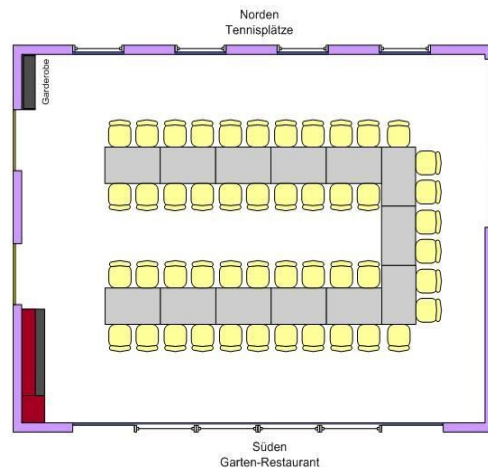 Norden
Tennisplätze
Garderobe
Süden
Garten-Restaurant